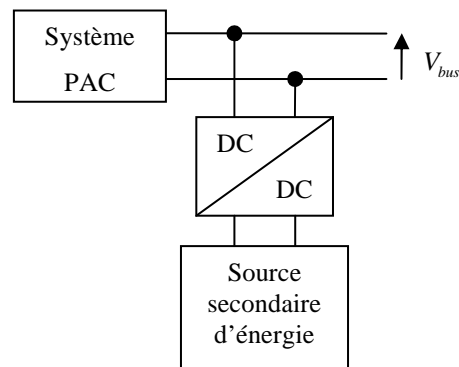 Système
PAC
V_bus
DC
DC
Source
secondaire
d'énergie